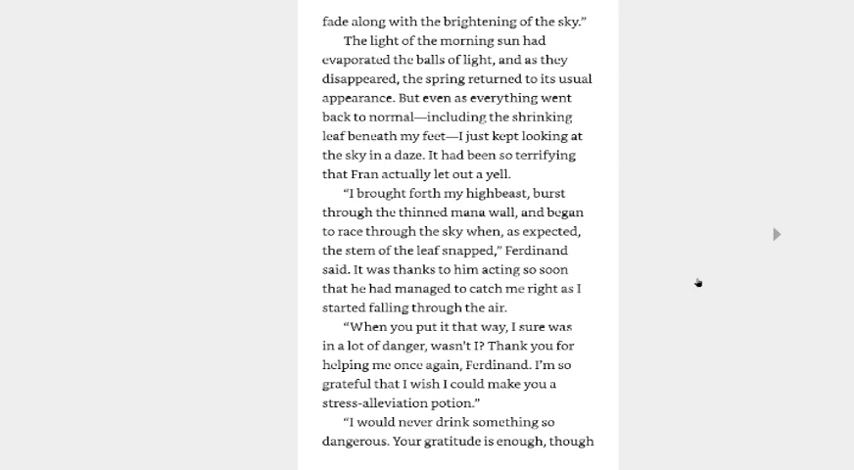 fade along with the brightening of the sky.”
The light of the morning sun had
evaporated the balls of light, and as they
disappeared, the spring returned to its usual
appearance. But even as everything went
back to normal—including the shrinking
leaf beneath my feet—I just kept looking at
the sky in a daze. It had been so terrifying
that Fran actually let out a yell.
“I brought forth my highbeast, burst
through the thinned mana wall, and began
to race through the sky when, as expected,
the stem of the leaf snapped,” Ferdinand
said. It was thanks to him acting so soon
that he had managed to catch me right as I
started falling through the air.
“When you put it that way, I sure was
in a lot of danger, wasn’t I? Thank you for
helping me once again, Ferdinand. I’m so
grateful that I wish I could make you a
stress-alleviation potion.”
“I would never drink something so
dangerous. Your gratitude is enough, though